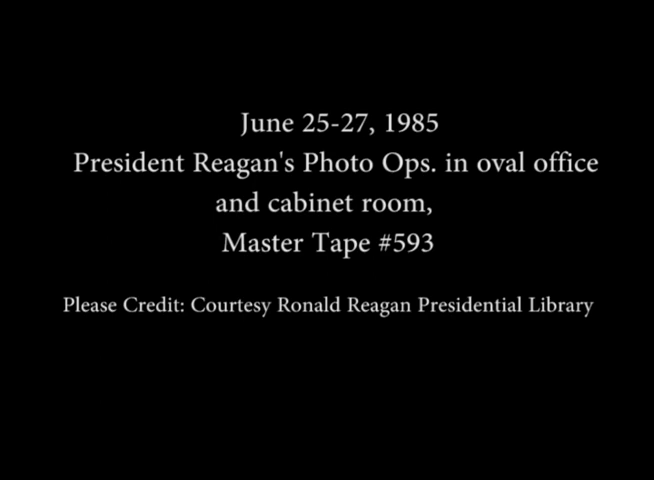 June 25-27, 1985
President Reagan's Photo Ops. in oval office
and cabinet room,
Master Tape #593
Please Credit: Courtesy Ronald Reagan Presidential Library